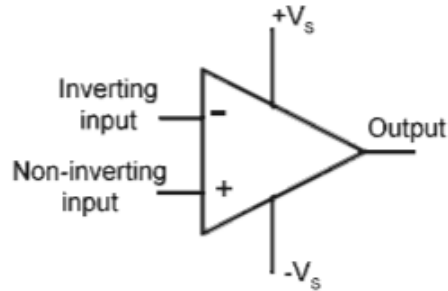 +Vs
Inverting
input
-
Output
Non-inverting
input
+
-Vs